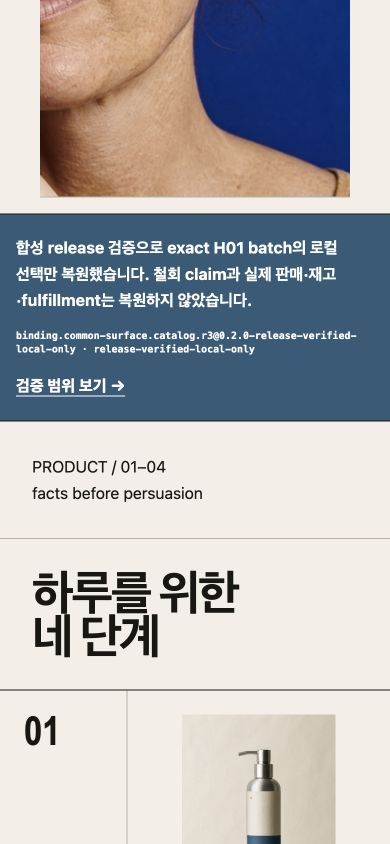 합성 release 검증으로 exact H01 batch의 로컬
선택만 복원했습니다. 철회 claim과 실제 판매·재고
·fulfillment는 복원하지 않았습니다.
binding.common-surface.catalog.r3@0.2.0-release-verified-
local-only · release-verified-local-only
검증 범위 보기 →
PRODUCT / 01–04
facts before persuasion
하루를 위한
네 단계
01